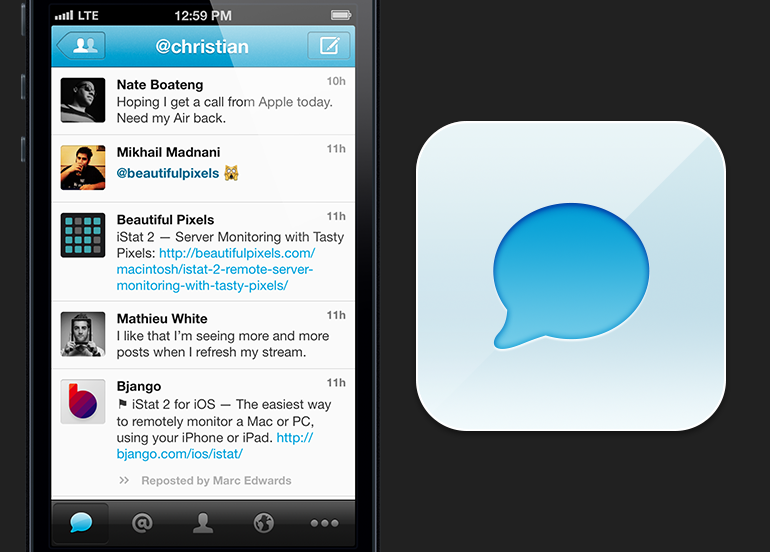 LTE 12:59 PM
@christian
Nate Boateng 10h
Hoping I get a call from Apple today.
Need my Air back.
Mikhail Madnani 11h
@beautifulpixels 🙀
Beautiful Pixels 11h
iStat 2 — Server Monitoring with Tasty
Pixels: http://beautifulpixels.com/
macintosh/istat-2-remote-server-
monitoring-with-tasty-pixels/
Mathieu White 11h
I like that I’m seeing more and more
posts when I refresh my stream.
Bjango 11h
⚑ iStat 2 for iOS — The easiest way
to remotely monitor a Mac or PC,
using your iPhone or iPad. http://
bjango.com/ios/istat/
Reposted by Marc Edwards